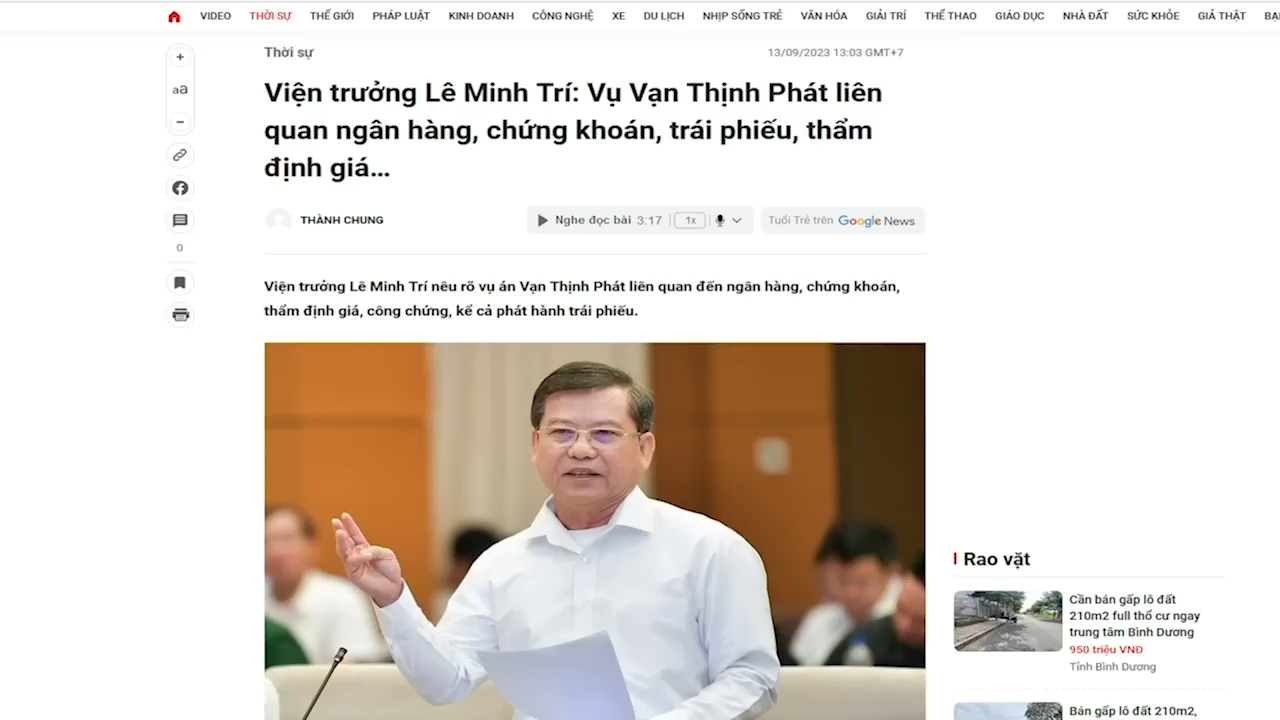 VIDEO THỜI SỰ THẾ GIỚI PHÁP LUẬT KINH DOANH CÔNG NGHỆ XE DU LỊCH NHỊP SỐNG TRẺ VĂN HÓA GIẢI TRÍ THỂ THAO GIÁO DỤC NHÀ ĐẤT SỨC KHỎE GIẢ THẬT
Thời sự 13/09/2023 13:03 GMT+7
+
aa
−
0
Viện trưởng Lê Minh Trí: Vụ Vạn Thịnh Phát liên
quan ngân hàng, chứng khoán, trái phiếu, thẩm
định giá...
THÀNH CHUNG Nghe đọc bài 3:17 1x Tuổi Trẻ trên Google News
Viện trưởng Lê Minh Trí nêu rõ vụ án Vạn Thịnh Phát liên quan đến ngân hàng, chứng khoán,
thẩm định giá, công chứng, kể cả phát hành trái phiếu.
Rao vặt
Cần bán gấp lô đất
210m2 full thổ cư ngay
trung tâm Bình Dương
950 triệu VNĐ
Tỉnh Bình Dương
Bán gấp lô đất 210m2,